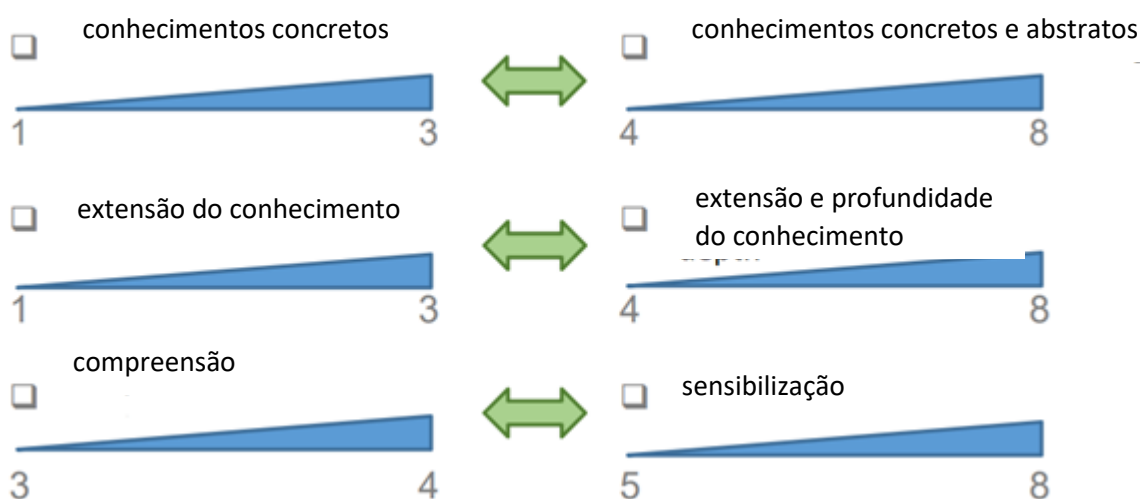 conhecimentos concretos
conhecimentos concretos e abstratos
1 3
4 8
extensão do conhecimento
extensão e profundidade
do conhecimento
1 3
4 8
compreensão
sensibilização
3 4
5 8